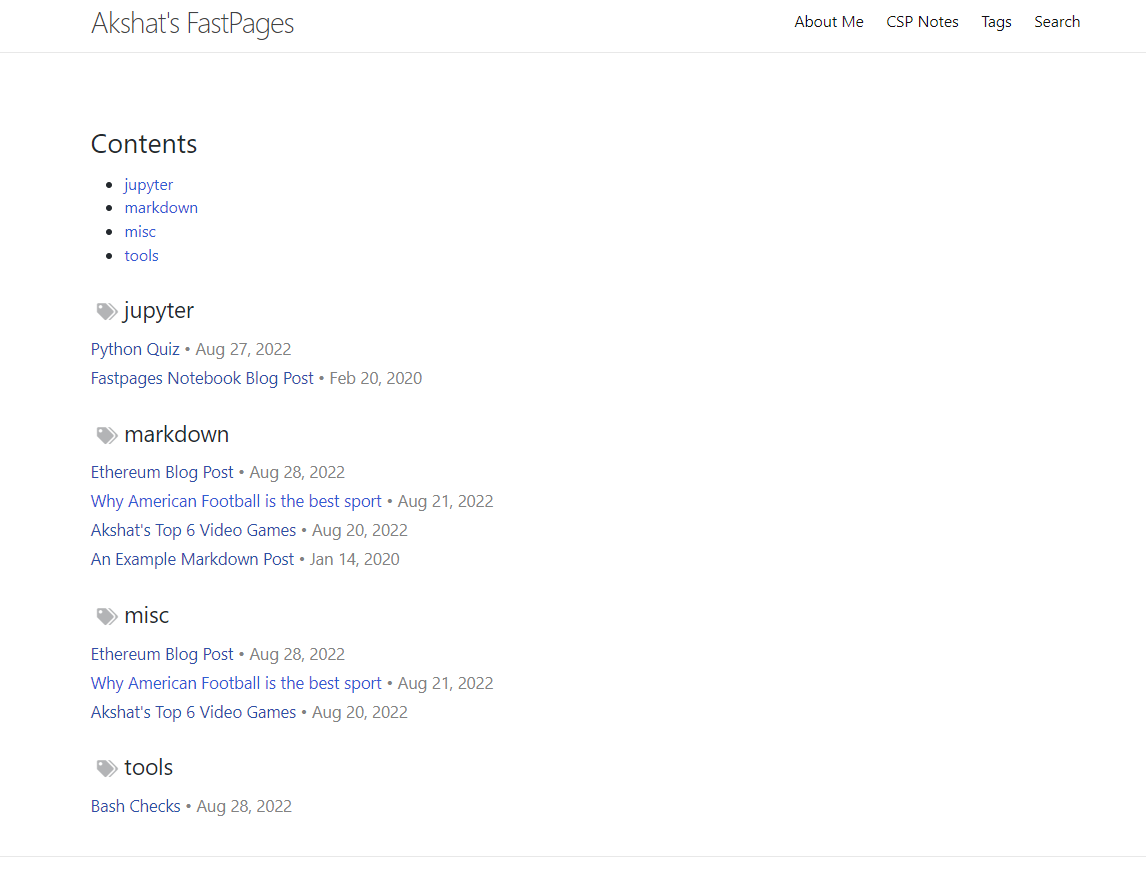 Akshat's FastPages
About Me CSP Notes Tags Search
Contents
• jupyter
• markdown
• misc
• tools
jupyter
Python Quiz • Aug 27, 2022
Fastpages Notebook Blog Post • Feb 20, 2020
markdown
Ethereum Blog Post • Aug 28, 2022
Why American Football is the best sport • Aug 21, 2022
Akshat's Top 6 Video Games • Aug 20, 2022
An Example Markdown Post • Jan 14, 2020
misc
Ethereum Blog Post • Aug 28, 2022
Why American Football is the best sport • Aug 21, 2022
Akshat's Top 6 Video Games • Aug 20, 2022
tools
Bash Checks • Aug 28, 2022